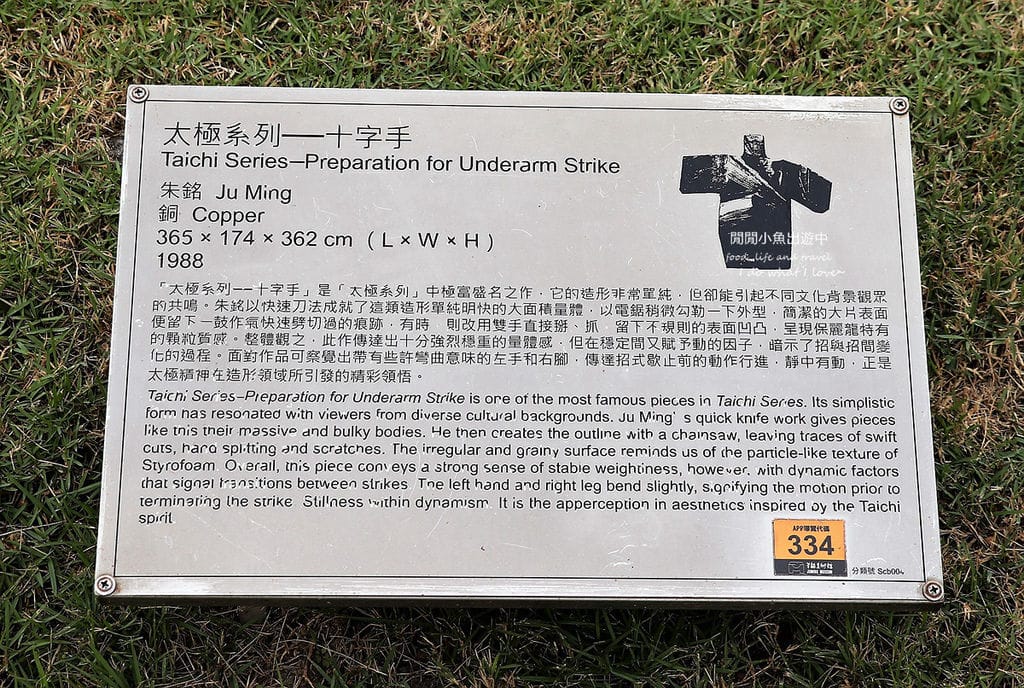 太極系列──十字手
Taichi Series—Preparation for Underarm Strike
朱銘 Ju Ming
銅 Copper
365 × 174 × 362 cm ( L × W × H )
1988
閒閒小魚出遊中
food, life and travel
I do what I lover
「太極系列──十字手」是「太極系列」中極富盛名之作，它的造形非常單純，但卻能引起不同文化背景觀眾
的共鳴。朱銘以快速刀法成就了這類造形單純明快的大面積量體，以電鋸稍微勾勒一下外型，簡潔的大片表面
便留下一鼓作氣快速劈切過的痕跡，有時，則改用雙手直接掰、抓，留下不規則的表面凹凸，呈現保麗龍特有
的顆粒質感。整體觀之，此作傳達出十分強烈穩重的量體感，但在穩定間又賦予動的因子，暗示了招與招間變
化的過程。面對作品可察覺出帶有些許彎曲意味的左手和右腳，傳達招式歇止前的動作行進，靜中有動，正是
太極精神在造形領域所引發的精彩領悟。
Taichi Series–Preparation for Underarm Strike is one of the most famous pieces in Taichi Series. Its simplistic
form has resonated with viewers from diverse cultural backgrounds. Ju Ming's quick knife work gives pieces
like this their massive and bulky bodies. He then creates the outline with a chainsaw, leaving traces of swift
cuts, hand splitting and scratches. The irregular and grainy surface reminds us of the particle-like texture of
Styrofoam. Overall, this piece conveys a strong sense of stable weightiness, however, with dynamic factors
that signal transitions between strikes. The left hand and right leg bend slightly, signifying the motion prior to
terminating the strike. Stillness within dynamism. It is the apperception in aesthetics inspired by the Taichi
spirit.
APP導覽代碼
334
JUMING MUSEUM
分類號 Scb004